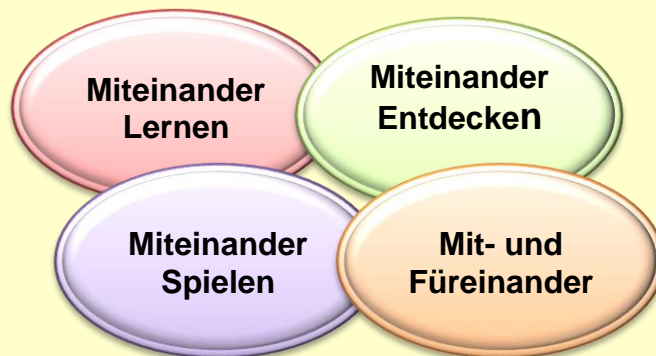 Miteinander
Lernen
Miteinander
Entdecken
Miteinander
Spielen
Mit- und
Füreinander